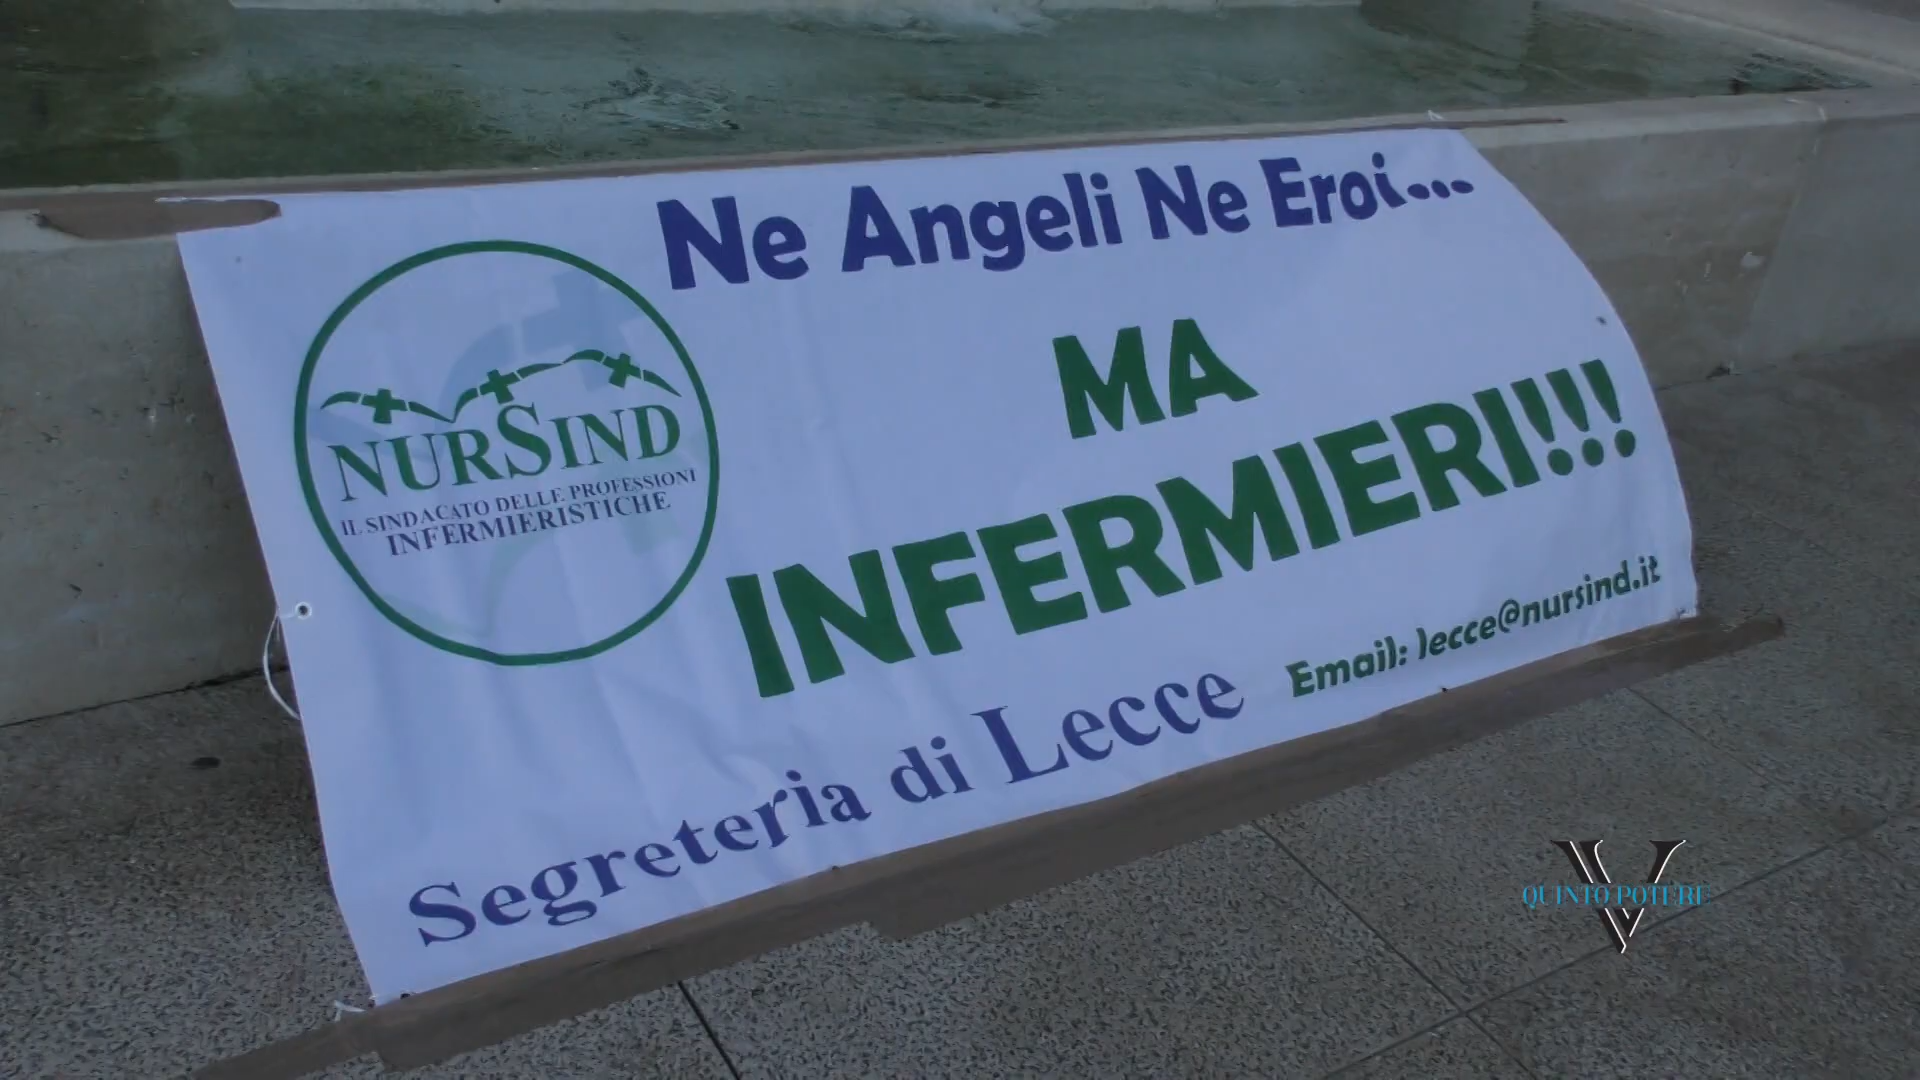 Ne Angeli Ne Eroi...
MA
INFERMIERI!!!
NURSIND
IL SINDACATO DELLE PROFESSIONI
INFERMIERISTICHE
Email: lecce@nursind.it
Segreteria di Lecce
V
QUINTO POTERE